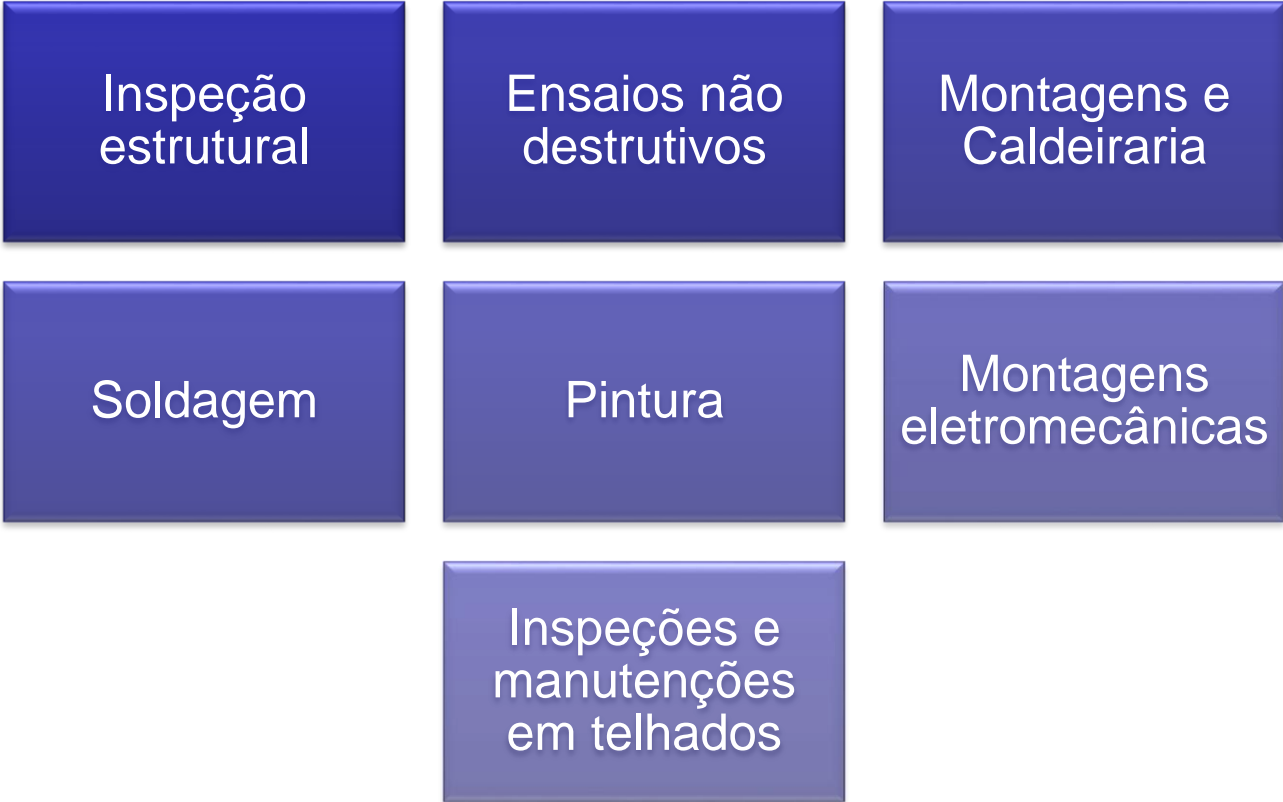 Inspeção
estrutural
Ensaios não
destrutivos
Montagens e
Caldeiraria
Soldagem
Pintura
Montagens
eletromecânicas
Inspeções e
manutenções
em telhados